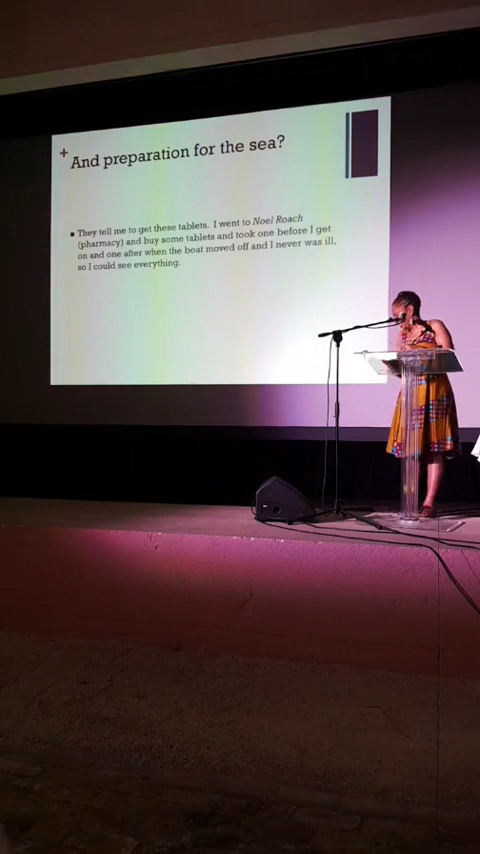 + And preparation for the sea?
▪ They tell me to get these tablets. I went to Noel Roach
(pharmacy) and buy some tablets and took one before I get
on and one after when the boat moved off and I never was ill,
so I could see everything.